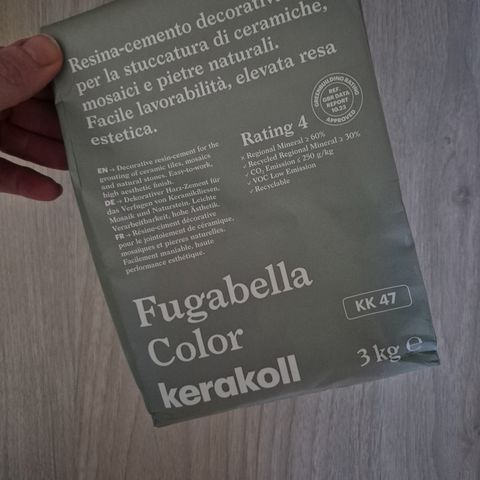 Resina-cemento decorativa
per la stuccatura di ceramiche,
mosaici e pietre naturali.
Facile lavorabilità, elevata resa
estetica.
EN → Decorative resin-cement for the
grouting of ceramic tiles, mosaics
and natural stones. Easy-to-work,
high aesthetic finish.
DE → Dekorativer Harz-Zement für
das Verfugen von Keramikfliesen,
Mosaik und Naturstein. Leichte
Verarbeitbarkeit, hohe Ästhetik.
FR → Résine-ciment décorative
pour le jointoiement de céramique,
mosaïques et pierres naturelles.
Facilement maniable, haute
performance esthétique.
Rating 4
× Regional Mineral ≥ 60%
× Recycled Regional Mineral ≥ 30%
✓ CO₂ Emission ≤ 250 g/kg
✓ VOC Low Emission
✓ Recyclable
GREENBUILDING RATING
REF.
GBR DATA
REPORT
10.22
APPROVED
Fugabella
Color
KK 47
kerakoll
3 kg ℮